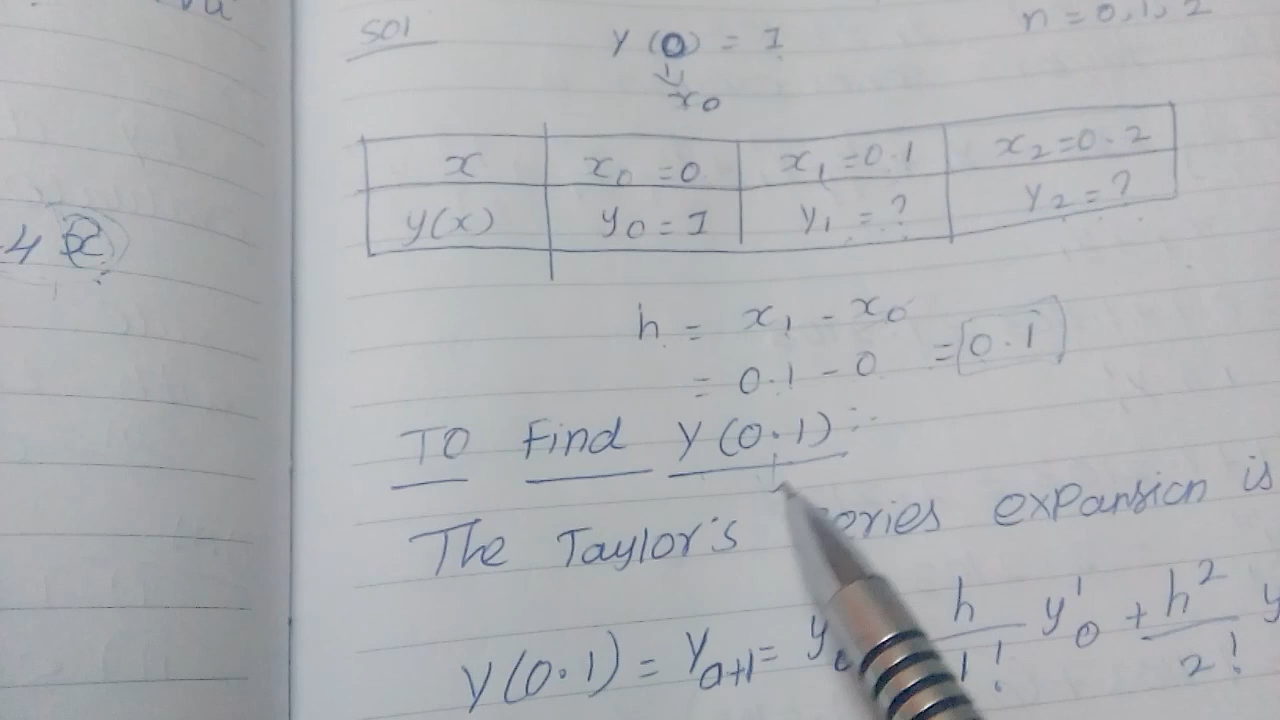 Sol
y(0) = 1
n = 0, 1, 2
x0
x x0 = 0 x1 = 0.1 x2 = 0.2
y(x) y0 = 1 y1 = ? y2 = ?
h = x1 - x0
= 0.1 - 0 = 0.1
4 x
To Find y(0.1):-
The Taylor's expansion is
y(0.1) = y0+1 = y h/1! y'0 + h²/2! y